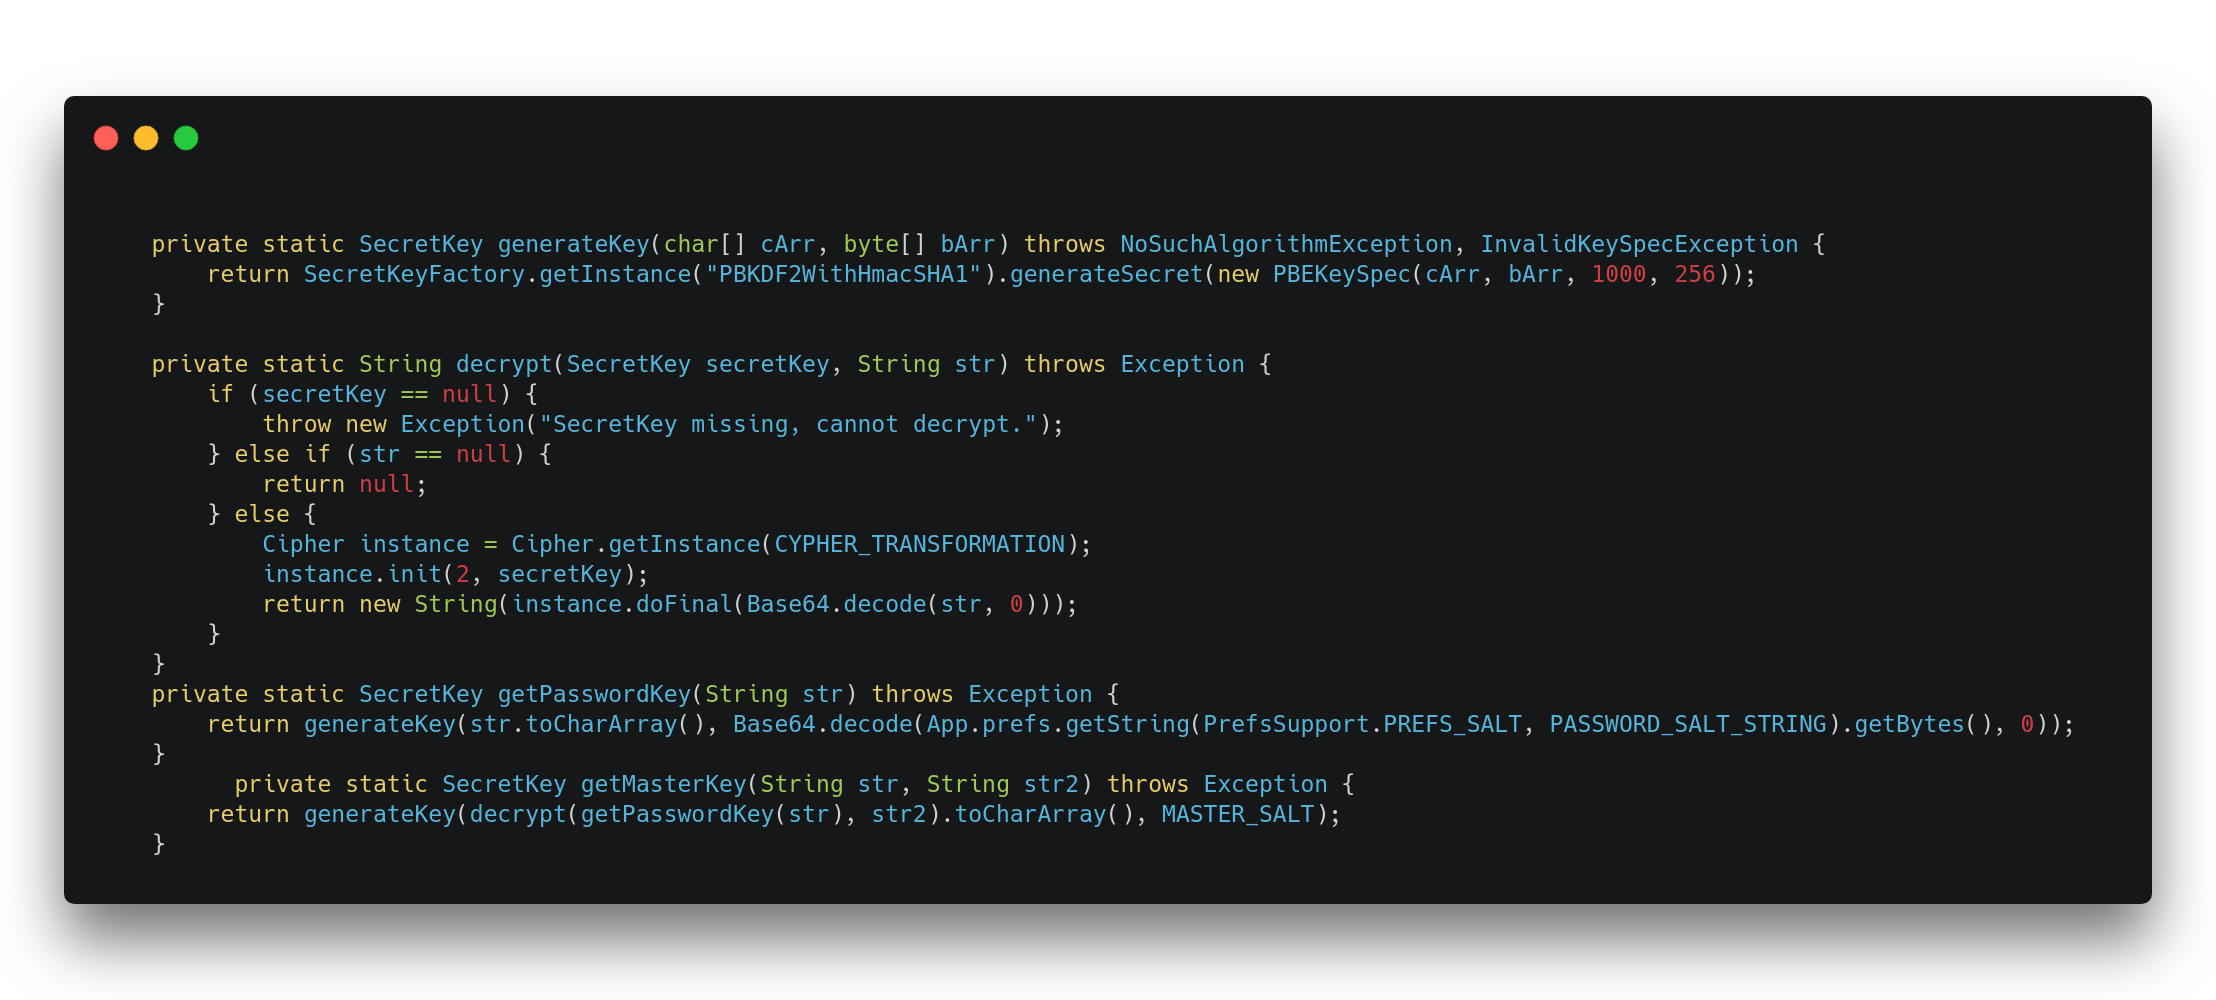 private static SecretKey generateKey(char[] cArr, byte[] bArr) throws NoSuchAlgorithmException, InvalidKeySpecException {
    return SecretKeyFactory.getInstance("PBKDF2WithHmacSHA1").generateSecret(new PBEKeySpec(cArr, bArr, 1000, 256));
}

private static String decrypt(SecretKey secretKey, String str) throws Exception {
    if (secretKey == null) {
        throw new Exception("SecretKey missing, cannot decrypt.");
    } else if (str == null) {
        return null;
    } else {
        Cipher instance = Cipher.getInstance(CYPHER_TRANSFORMATION);
        instance.init(2, secretKey);
        return new String(instance.doFinal(Base64.decode(str, 0)));
    }
}
private static SecretKey getPasswordKey(String str) throws Exception {
    return generateKey(str.toCharArray(), Base64.decode(App.prefs.getString(PrefsSupport.PREFS_SALT, PASSWORD_SALT_STRING).getBytes(), 0));
}
      private static SecretKey getMasterKey(String str, String str2) throws Exception {
    return generateKey(decrypt(getPasswordKey(str), str2).toCharArray(), MASTER_SALT);
}